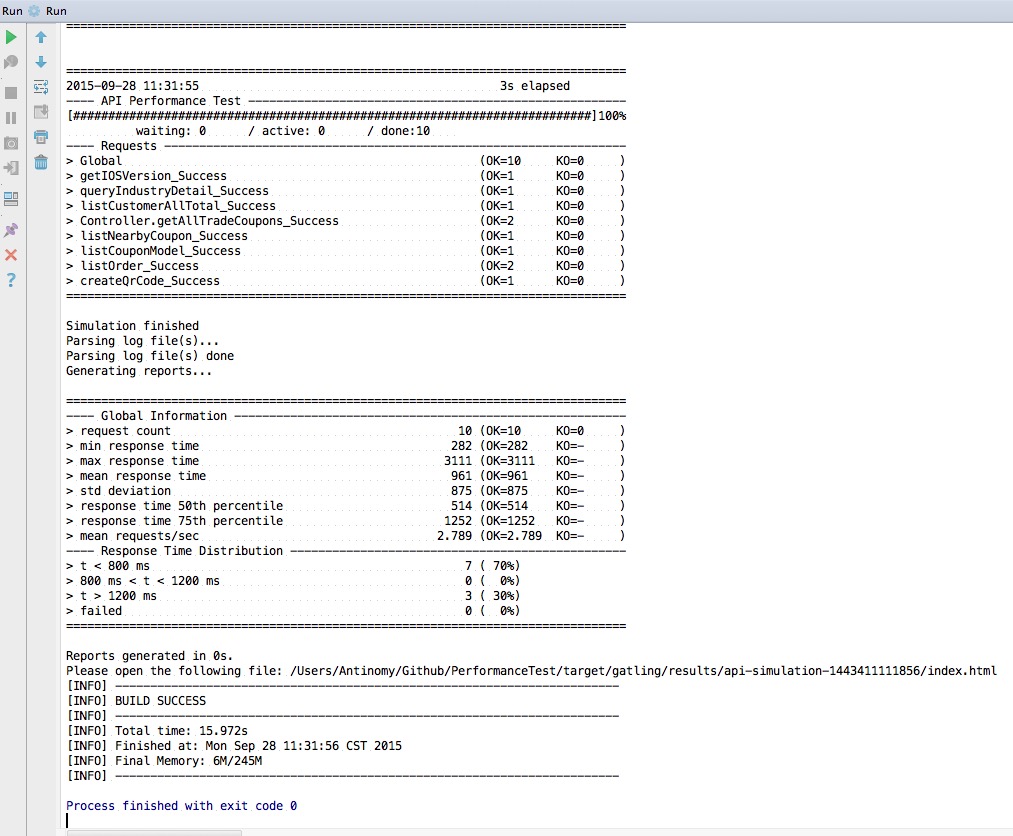 Run Run
================================================================================
================================================================================
2015-09-28 11:31:55 3s elapsed
---- API Performance Test ------------------------------------------------------
[##########################################################################]100%
waiting: 0 / active: 0 / done:10
---- Requests ------------------------------------------------------------------
> Global (OK=10 KO=0 )
> getIOSVersion_Success (OK=1 KO=0 )
> queryIndustryDetail_Success (OK=1 KO=0 )
> listCustomerAllTotal_Success (OK=1 KO=0 )
> Controller.getAllTradeCoupons_Success (OK=2 KO=0 )
> listNearbyCoupon_Success (OK=1 KO=0 )
> listCouponModel_Success (OK=1 KO=0 )
> listOrder_Success (OK=2 KO=0 )
> createQrCode_Success (OK=1 KO=0 )
================================================================================
Simulation finished
Parsing log file(s)...
Parsing log file(s) done
Generating reports...
================================================================================
---- Global Information --------------------------------------------------------
> request count 10 (OK=10 KO=0 )
> min response time 282 (OK=282 KO=- )
> max response time 3111 (OK=3111 KO=- )
> mean response time 961 (OK=961 KO=- )
> std deviation 875 (OK=875 KO=- )
> response time 50th percentile 514 (OK=514 KO=- )
> response time 75th percentile 1252 (OK=1252 KO=- )
> mean requests/sec 2.789 (OK=2.789 KO=- )
---- Response Time Distribution ------------------------------------------------
> t < 800 ms 7 ( 70%)
> 800 ms < t < 1200 ms 0 ( 0%)
> t > 1200 ms 3 ( 30%)
> failed 0 ( 0%)
================================================================================
Reports generated in 0s.
Please open the following file: /Users/Antinomy/Github/PerformanceTest/target/gatling/results/api-simulation-1443411111856/index.html
[INFO] ------------------------------------------------------------------------
[INFO] BUILD SUCCESS
[INFO] ------------------------------------------------------------------------
[INFO] Total time: 15.972s
[INFO] Finished at: Mon Sep 28 11:31:56 CST 2015
[INFO] Final Memory: 6M/245M
[INFO] ------------------------------------------------------------------------
Process finished with exit code 0